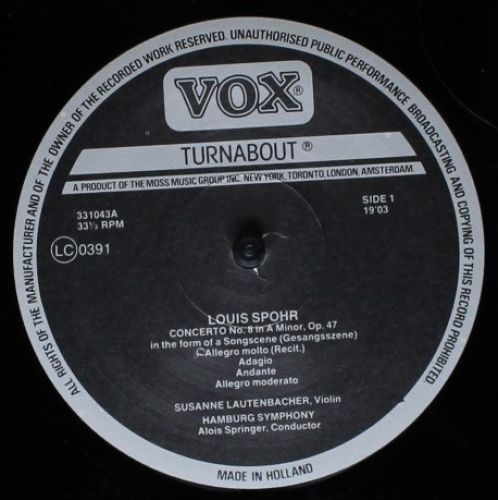 ALL RIGHTS OF THE MANUFACTURER AND OF THE OWNER OF THE RECORDED WORK RESERVED. UNAUTHORISED PUBLIC PERFORMANCE BROADCASTING AND COPYING OF THIS RECORD PROHIBITED.
VOX®
TURNABOUT®
A PRODUCT OF THE MOSS MUSIC GROUP INC. NEW YORK, TORONTO, LONDON, AMSTERDAM.
331043A
33⅓ RPM
SIDE 1
19'03
LC 0391
LOUIS SPOHR
CONCERTO No. 8 in A Minor, Op. 47
in the form of a Songscene (Gesangsszene)
Allegro molto (Recit.)
Adagio
Andante
Allegro moderato
SUSANNE LAUTENBACHER, Violin
HAMBURG SYMPHONY
Alois Springer, Conductor
MADE IN HOLLAND